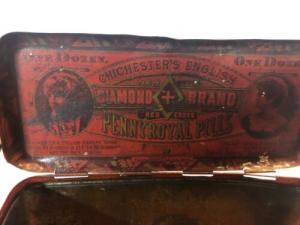 ONE DOZEN.
ONE DOZEN.
CHICHESTER'S ENGLISH
DIAMOND BRAND
RED CROSS
PENNYROYAL PILLS